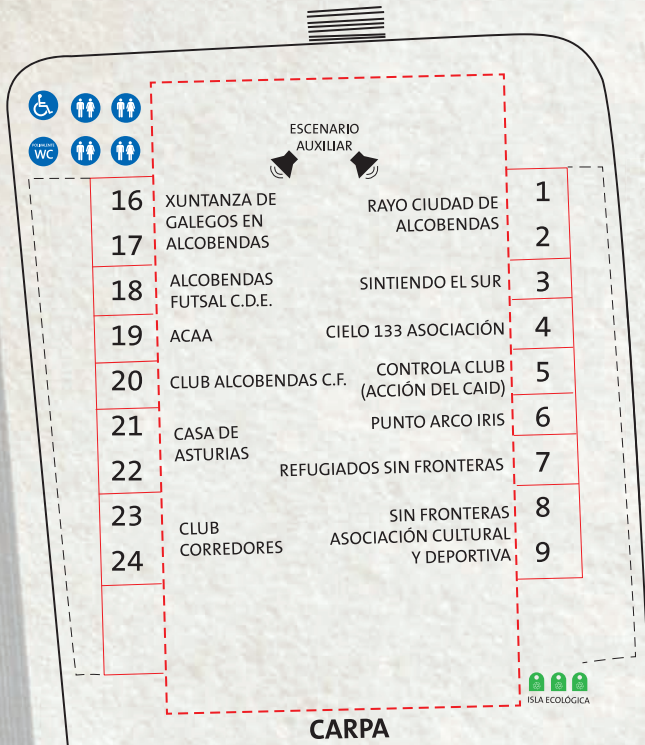 ESCENARIO
AUXILIAR
WC
16
17
XUNTANZA DE
GALEGOS EN
ALCOBENDAS
18
ALCOBENDAS
FUTSAL C.D.E.
19
ACAA
20
CLUB ALCOBENDAS C.F.
21
22
CASA DE
ASTURIAS
23
24
CLUB
CORREDORES
RAYO CIUDAD DE
ALCOBENDAS
1
2
SINTIENDO EL SUR
3
CIELO 133 ASOCIACIÓN
4
CONTROLA CLUB
(ACCIÓN DEL CAID)
5
PUNTO ARCO IRIS
6
REFUGIADOS SIN FRONTERAS
7
SIN FRONTERAS
ASOCIACIÓN CULTURAL
Y DEPORTIVA
8
9
ISLA ECOLÓGICA
CARPA